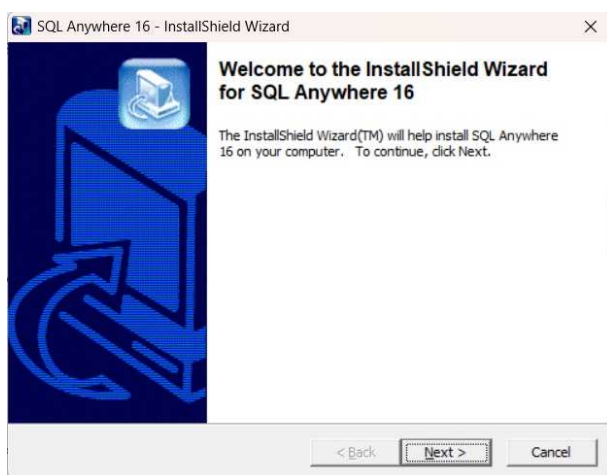 SQL Anywhere 16 - InstallShield Wizard
Welcome to the InstallShield Wizard
for SQL Anywhere 16
The InstallShield Wizard(TM) will help install SQL Anywhere
16 on your computer. To continue, click Next.
< Back Next > Cancel